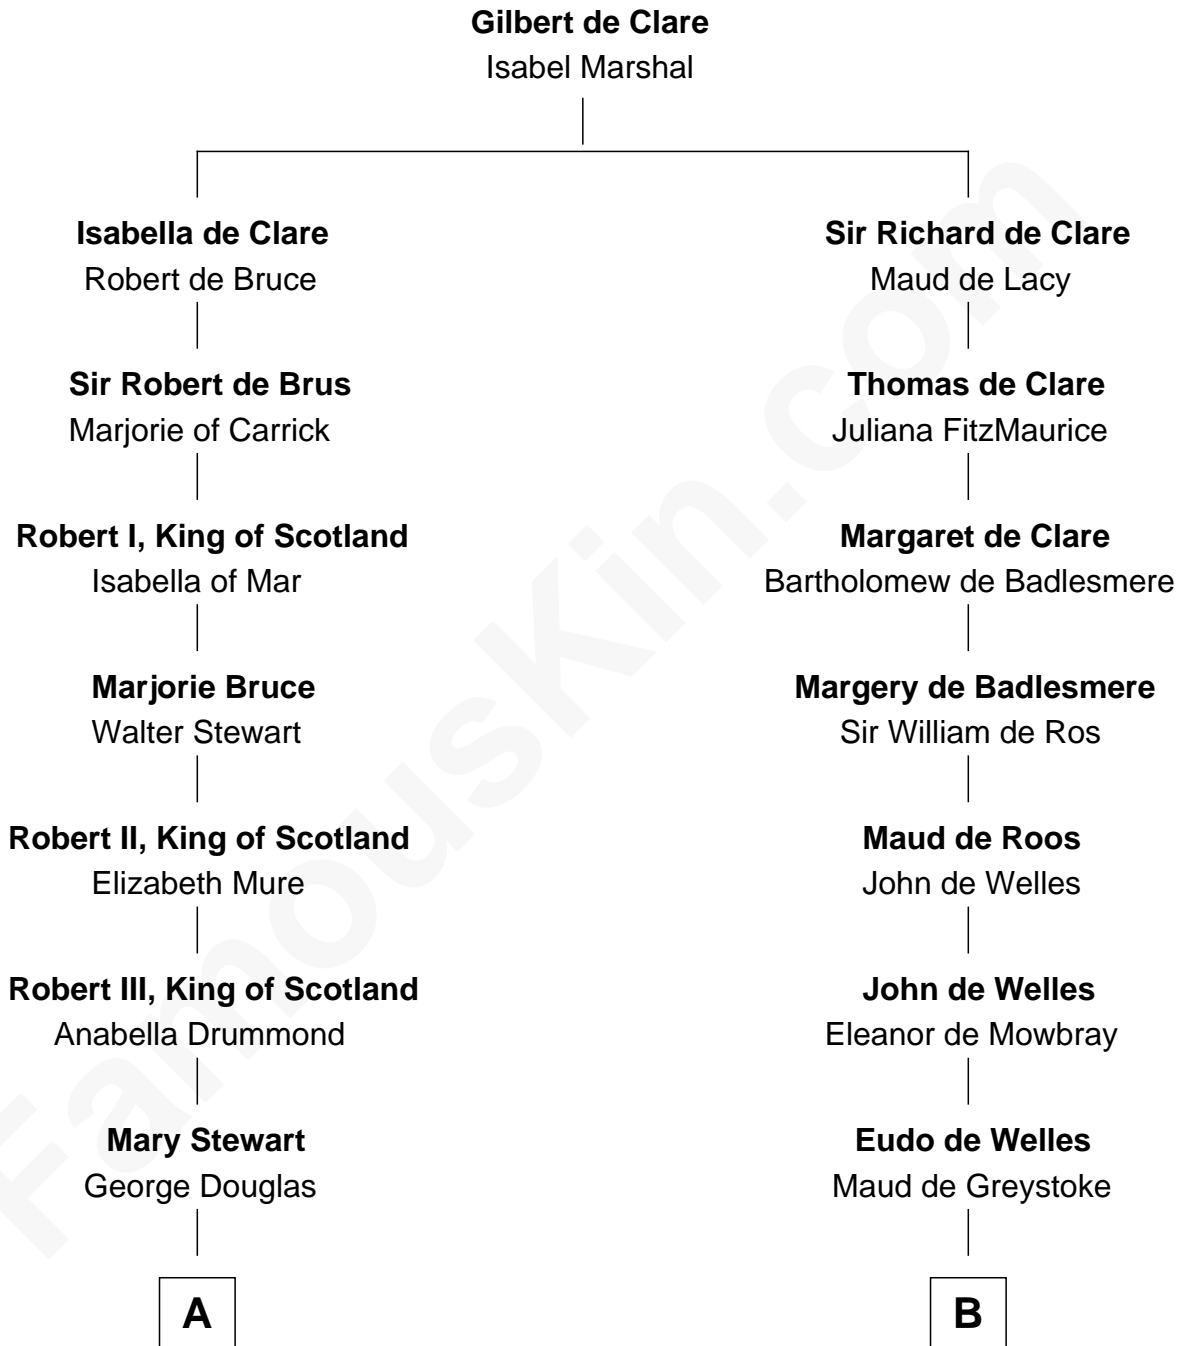 Gilbert de Clare
Isabel Marshal
Isabella de Clare
Robert de Bruce
Sir Richard de Clare
Maud de Lacy
Sir Robert de Brus
Marjorie of Carrick
Thomas de Clare
Juliana FitzMaurice
Robert I, King of Scotland
Isabella of Mar
Margaret de Clare
Bartholomew de Badlesmere
Marjorie Bruce
Walter Stewart
Margery de Badlesmere
Sir William de Ros
Robert II, King of Scotland
Elizabeth Mure
Maud de Roos
John de Welles
Robert III, King of Scotland
Anabella Drummond
John de Welles
Eleanor de Mowbray
Mary Stewart
George Douglas
Eudo de Welles
Maud de Greystoke
A
B
FamousKin.com